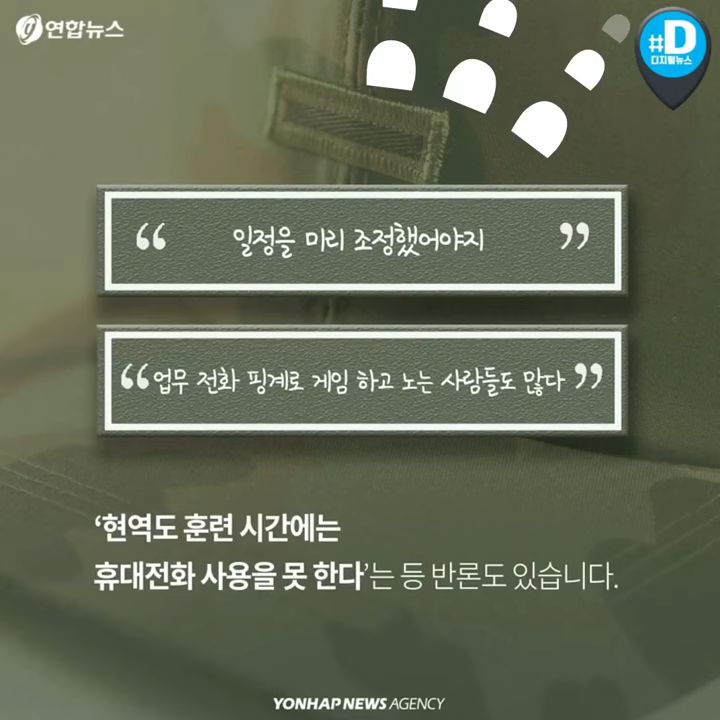 연합뉴스
#D
디지털뉴스
“ 일정을 미리 조정했어야지 ”
“ 업무 전화 핑계로 게임 하고 노는 사람들도 많다 ”
‘현역도 훈련 시간에는
휴대전화 사용을 못 한다’는 등 반론도 있습니다.
YONHAP NEWS AGENCY